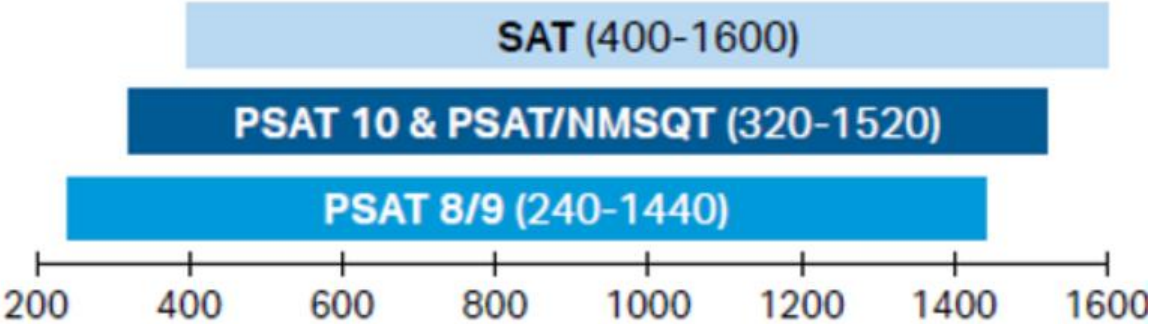 SAT (400-1600)
PSAT 10 & PSAT/NMSQT (320-1520)
PSAT 8/9 (240-1440)
200 400 600 800 1000 1200 1400 1600